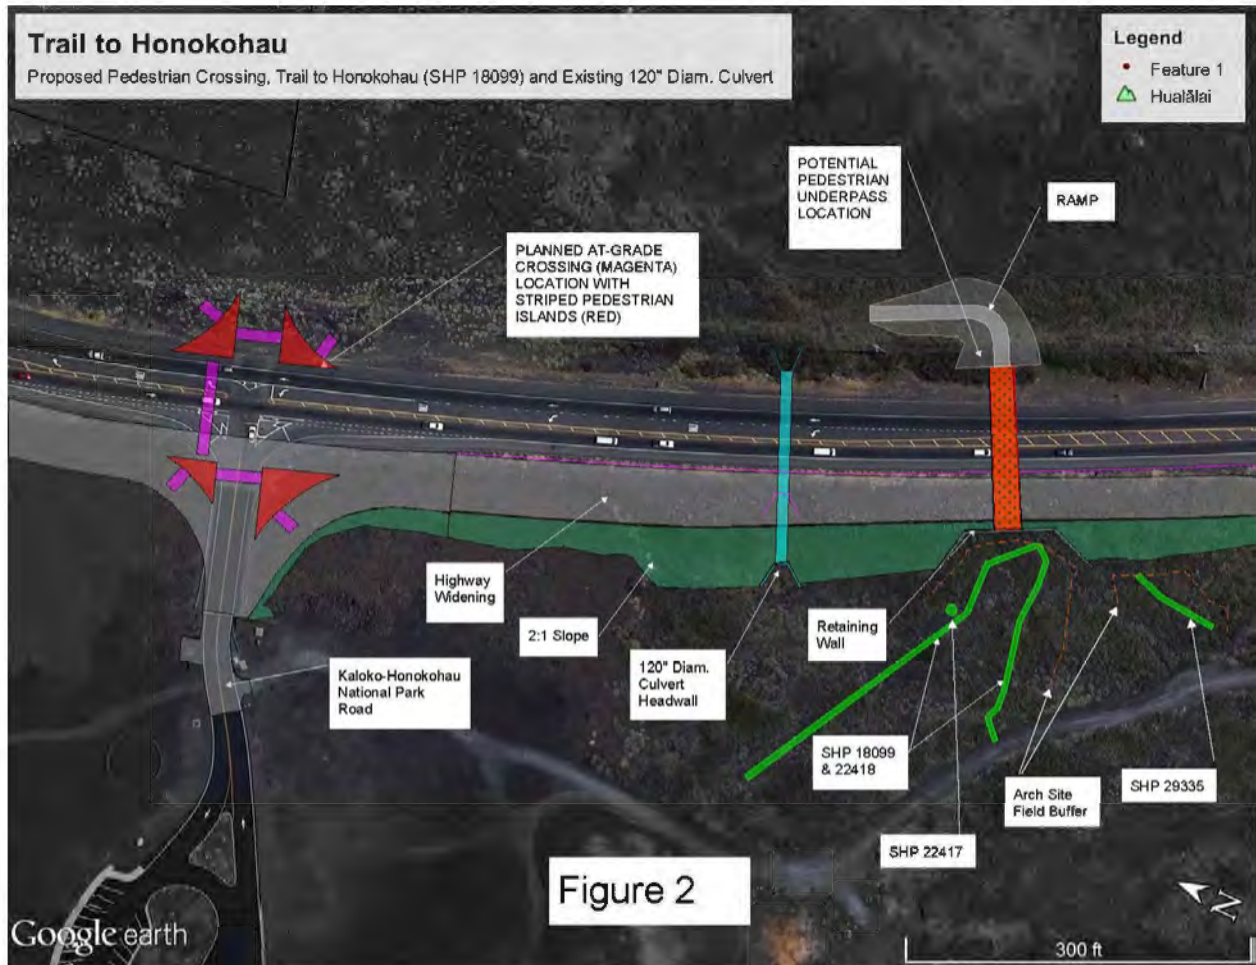 Trail to Honokohau
Proposed Pedestrian Crossing, Trail to Honokohau (SHP 18099) and Existing 120" Diam. Culvert
Legend
Feature 1
Hualālai
POTENTIAL
PEDESTRIAN
UNDERPASS
LOCATION
RAMP
PLANNED AT-GRADE
CROSSING (MAGENTA)
LOCATION WITH
STRIPED PEDESTRIAN
ISLANDS (RED)
Highway
Widening
2:1 Slope
120" Diam.
Culvert
Headwall
Retaining
Wall
Kaloko-Honokohau
National Park
Road
SHP 18099
& 22418
SHP 22417
Arch Site
Field Buffer
SHP 29335
Figure 2
N
Google earth
300 ft